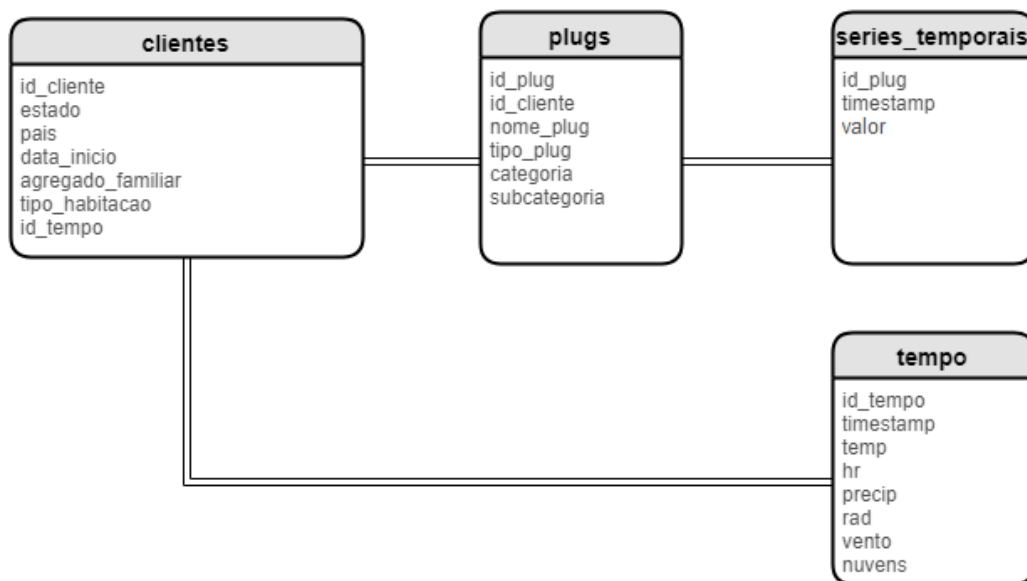 clientes
id_cliente
estado
pais
data_inicio
agregado_familiar
tipo_habitacao
id_tempo
plugs
id_plug
id_cliente
nome_plug
tipo_plug
categoria
subcategoria
series_temporais
id_plug
timestamp
valor
tempo
id_tempo
timestamp
temp
hr
precip
rad
vento
nuvens